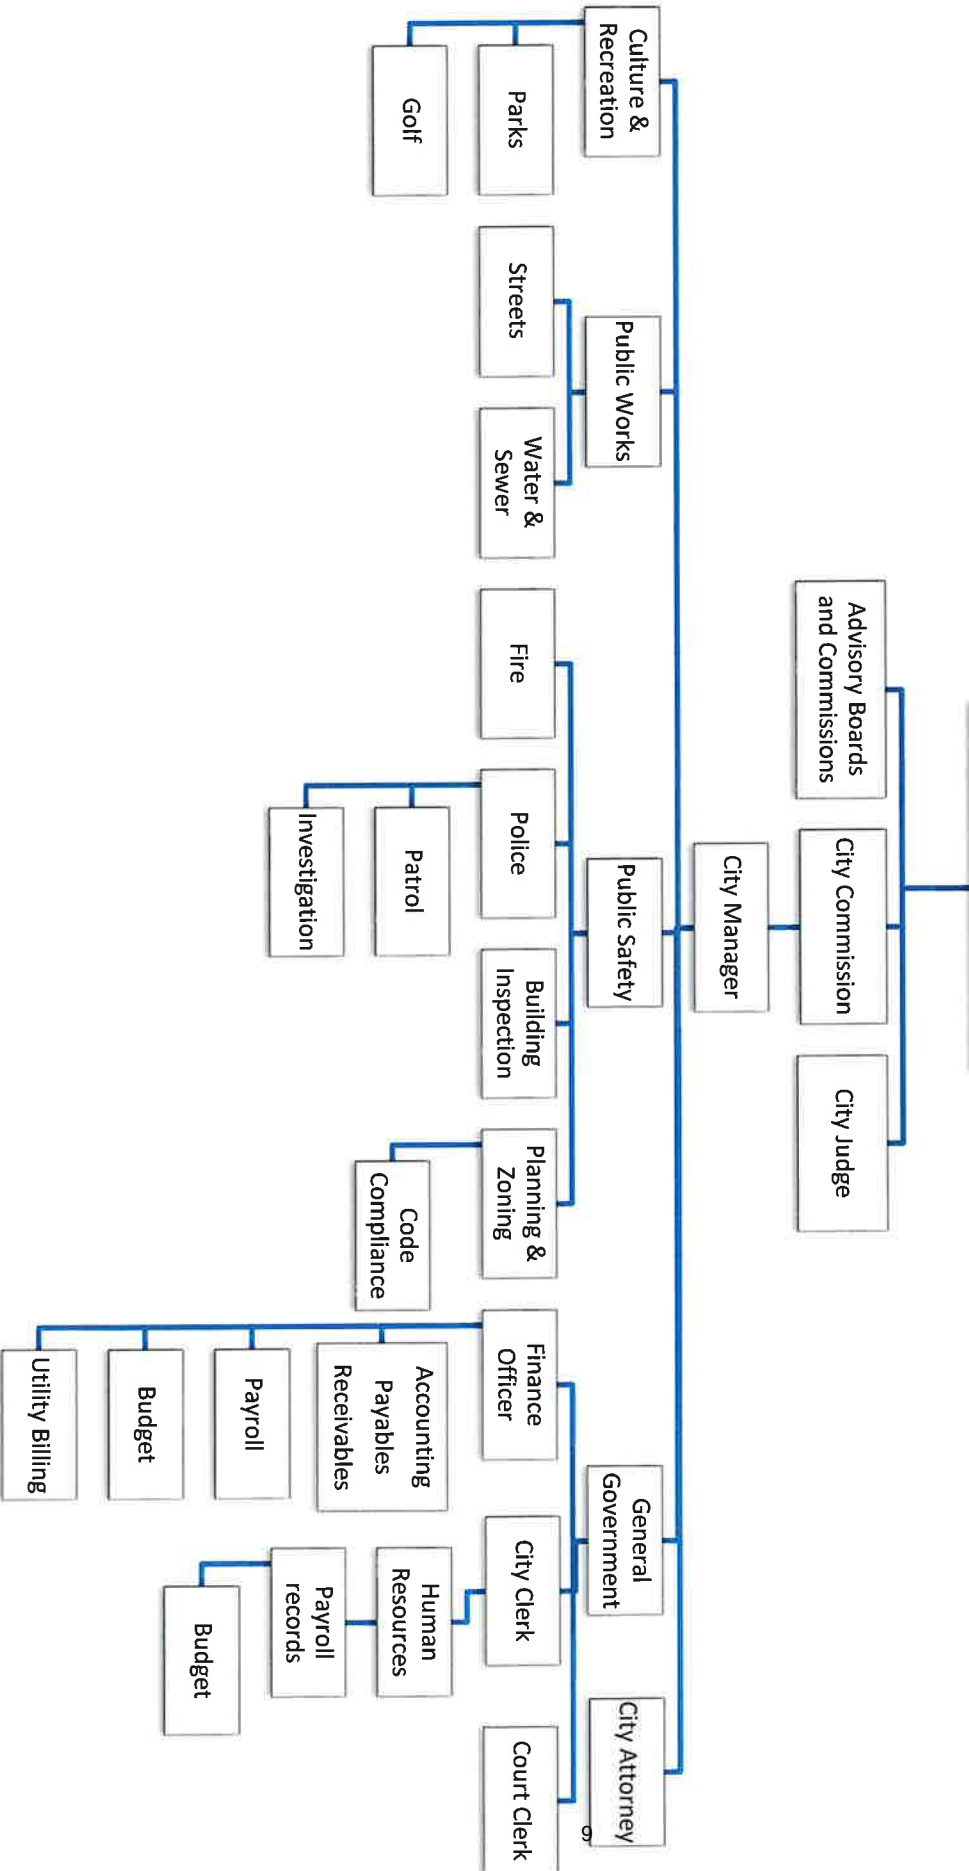 Advisory Boards
and Commissions
City Commission
City Judge
City Manager
Culture &
Recreation
Public Works
Public Safety
General
Government
City Attorney
Parks
Golf
Streets
Water &
Sewer
Fire
Police
Patrol
Investigation
Building
Inspection
Planning &
Zoning
Code
Compliance
Finance
Officer
Accounting
Payables
Receivables
Payroll
Budget
Utility Billing
City Clerk
Human
Resources
Payroll
records
Budget
Court Clerk
9